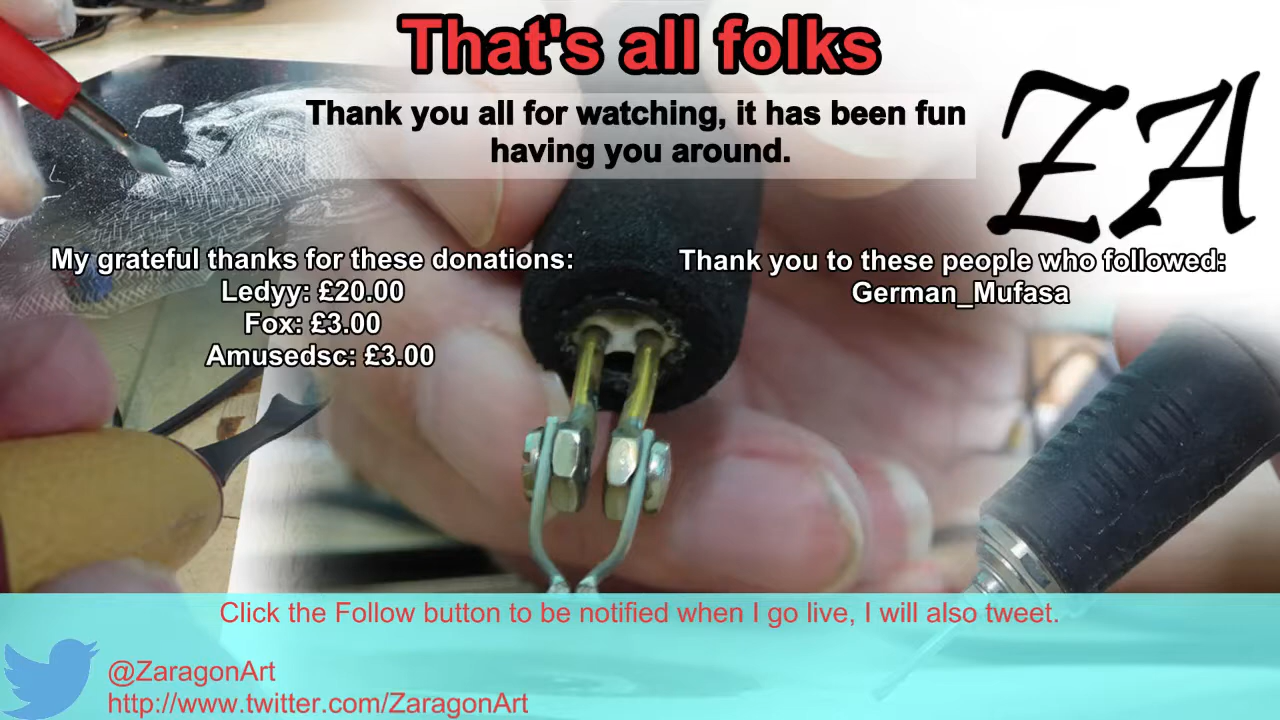 That's all folks
Thank you all for watching, it has been fun
having you around.
ZA
My grateful thanks for these donations:
Ledyy: £20.00
Fox: £3.00
Amusedsc: £3.00
Thank you to these people who followed:
German_Mufasa
Click the Follow button to be notified when I go live, I will also tweet.
@ZaragonArt
http://www.twitter.com/ZaragonArt